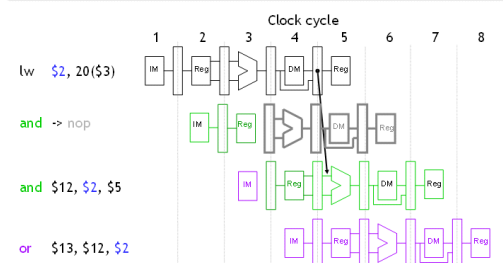 Clock cycle
1 2 3 4 5 6 7 8
lw $2, 20($3) IM Reg DM Reg
and -> nop IM Reg DM Reg
and $12, $2, $5 IM Reg DM Reg
or $13, $12, $2 IM Reg DM Reg